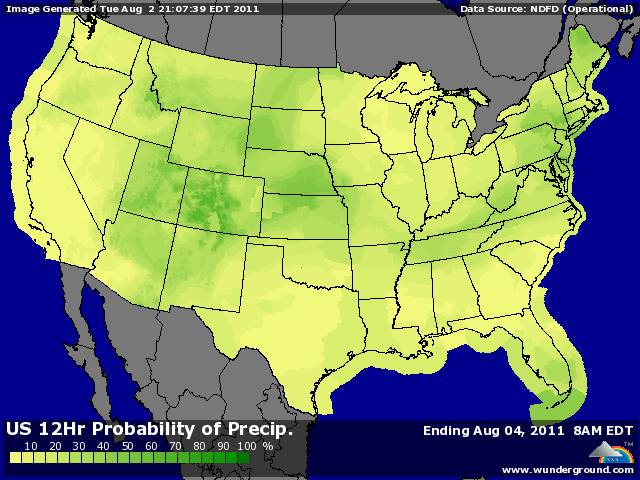 Image Generated Tue Aug 2 21:07:39 EDT 2011 Data Source: NDFD (Operational)
US 12Hr Probability of Precip. Ending Aug 04, 2011 8AM EDT
10 20 30 40 50 60 70 80 90 100 %
TM
www.wunderground.com